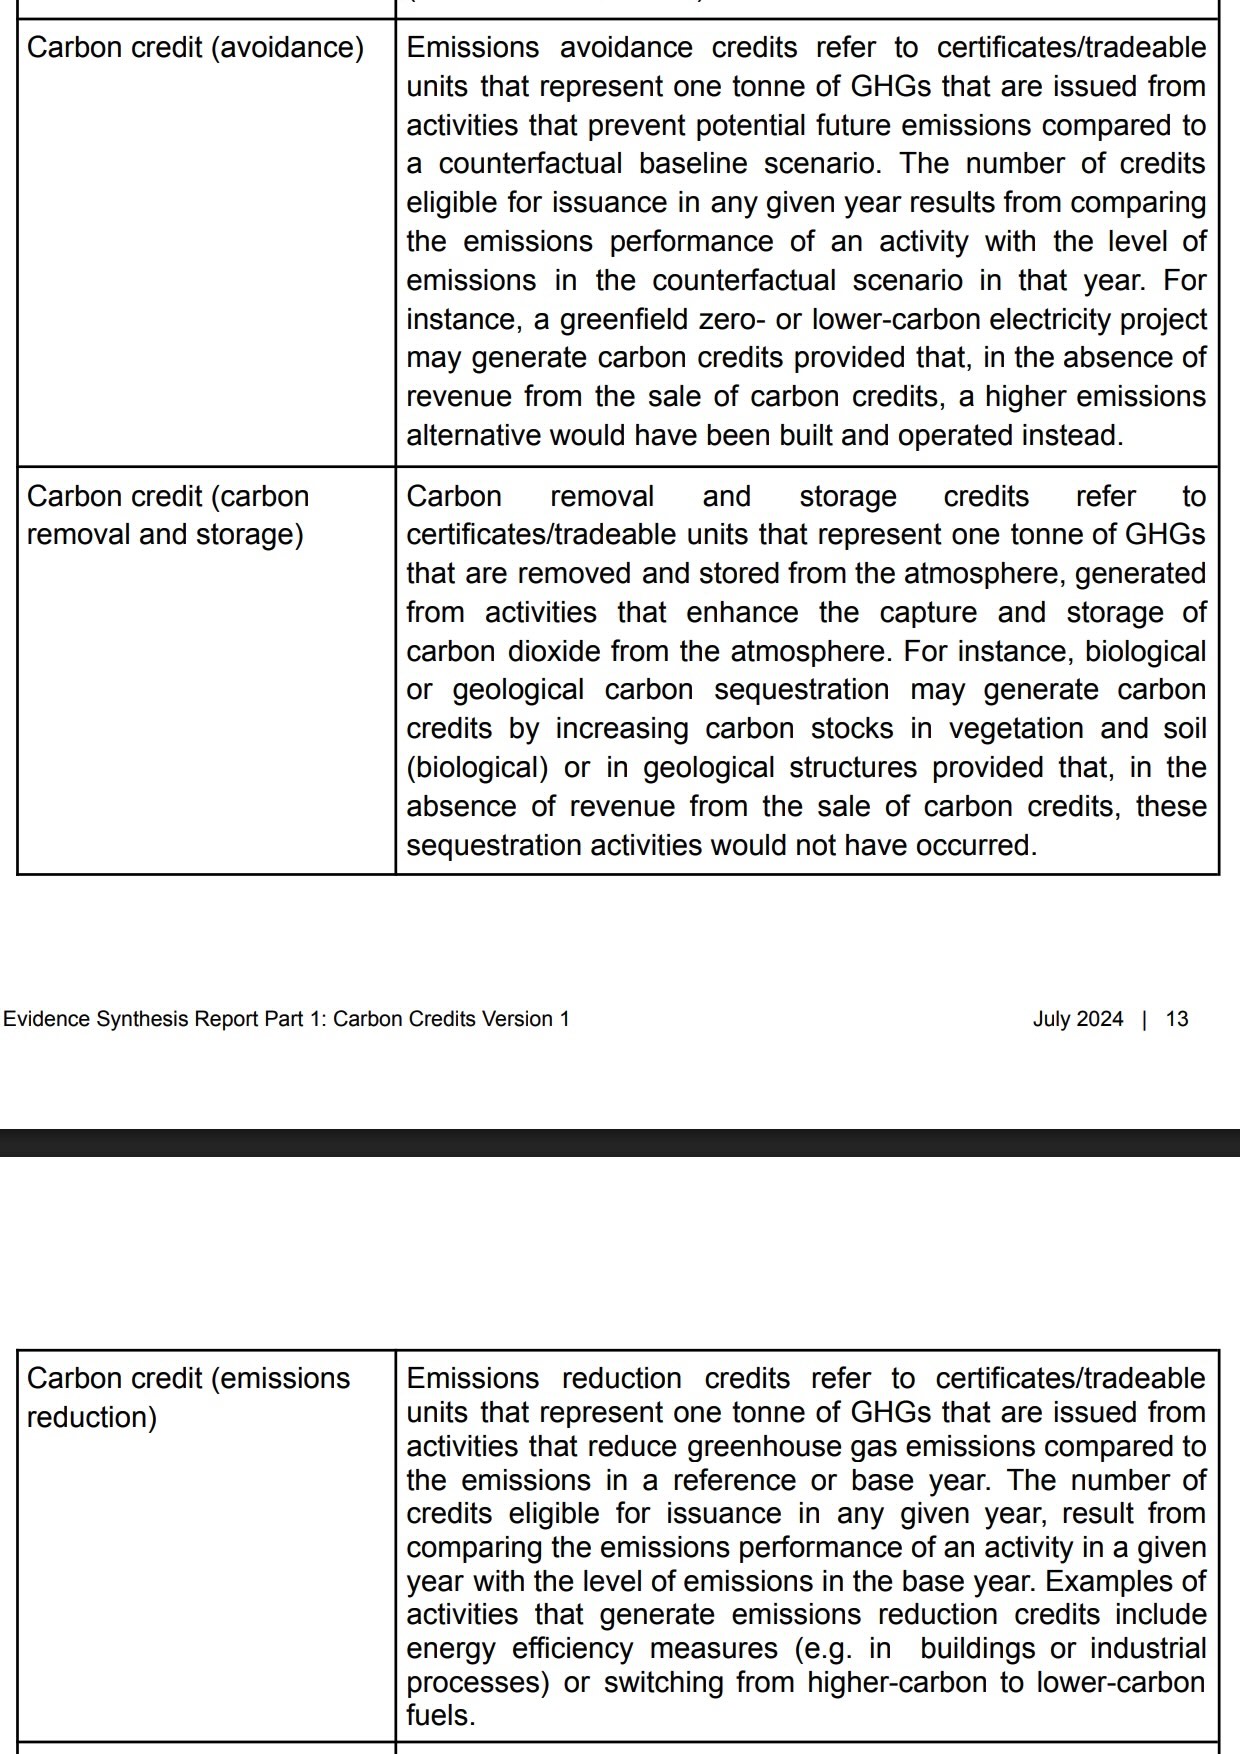 Carbon credit (avoidance)
Emissions avoidance credits refer to certificates/tradeable
units that represent one tonne of GHGs that are issued from
activities that prevent potential future emissions compared to
a counterfactual baseline scenario. The number of credits
eligible for issuance in any given year results from comparing
the emissions performance of an activity with the level of
emissions in the counterfactual scenario in that year. For
instance, a greenfield zero- or lower-carbon electricity project
may generate carbon credits provided that, in the absence of
revenue from the sale of carbon credits, a higher emissions
alternative would have been built and operated instead.
Carbon credit (carbon
removal and storage)
Carbon removal and storage credits refer to
certificates/tradeable units that represent one tonne of GHGs
that are removed and stored from the atmosphere, generated
from activities that enhance the capture and storage of
carbon dioxide from the atmosphere. For instance, biological
or geological carbon sequestration may generate carbon
credits by increasing carbon stocks in vegetation and soil
(biological) or in geological structures provided that, in the
absence of revenue from the sale of carbon credits, these
sequestration activities would not have occurred.
Evidence Synthesis Report Part 1: Carbon Credits Version 1
July 2024 | 13
Carbon credit (emissions
reduction)
Emissions reduction credits refer to certificates/tradeable
units that represent one tonne of GHGs that are issued from
activities that reduce greenhouse gas emissions compared to
the emissions in a reference or base year. The number of
credits eligible for issuance in any given year, result from
comparing the emissions performance of an activity in a given
year with the level of emissions in the base year. Examples of
activities that generate emissions reduction credits include
energy efficiency measures (e.g. in buildings or industrial
processes) or switching from higher-carbon to lower-carbon
fuels.